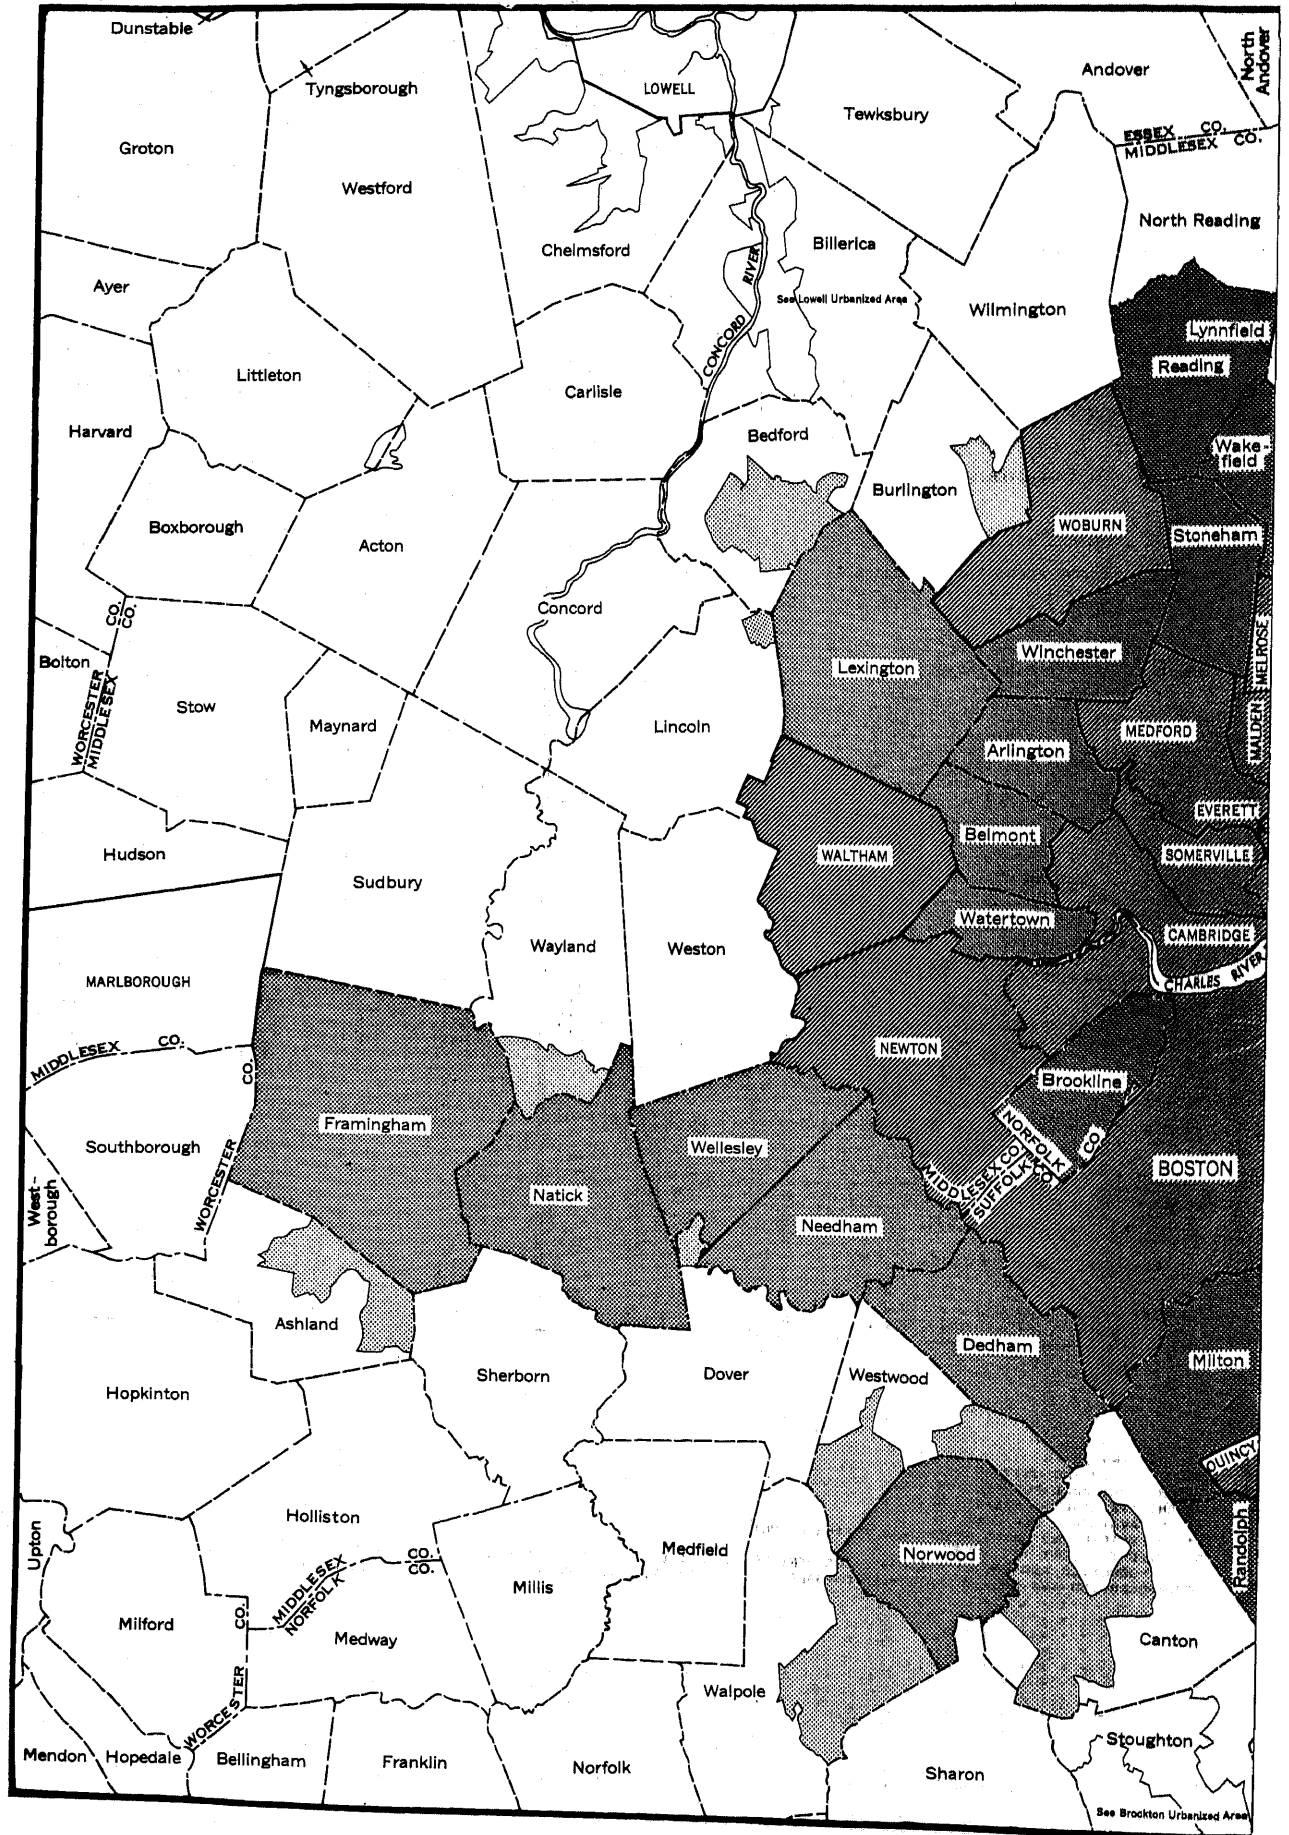 Dunstable
North
Andover
Andover
Tyngsborough
LOWELL
Tewksbury
ESSEX CO.
MIDDLESEX CO.
Groton
Westford
North Reading
Chelmsford
RIVER
Billerica
Ayer
See Lowell Urbanized Area
Wilmington
CONCORD
Lynnfield
Reading
Littleton
Carlisle
Harvard
Bedford
Wake-
field
Burlington
Boxborough
WOBURN
Stoneham
Acton
CO.
CO.
Concord
Bolton
Winchester
MELROSE
Lexington
WORCESTER
MIDDLESEX
Stow
Maynard
Lincoln
MEDFORD
MALDEN
Arlington
EVERETT
Belmont
Hudson
WALTHAM
SOMERVILLE
Sudbury
Watertown
Wayland
Weston
CAMBRIDGE
MARLBOROUGH
CHARLES RIVER
MIDDLESEX CO.
CO.
NEWTON
Brookline
Framingham
Southborough
WORCESTER
Wellesley
NORFOLK
CO.
CO
MIDDLESEX CO
SUFFOLK
BOSTON
West-
borough
Natick
Needham
Ashland
Dedham
Milton
Hopkinton
Sherborn
Dover
Westwood
QUINCY
Holliston
Upton
Medfield
Norwood
Randolph
CO.
CO.
MIDDLESEX
NORFOLK
Millis
Milford
CO.
Medway
Canton
WORCESTER
Walpole
Mendon
Hopedale
Bellingham
Franklin
Norfolk
Sharon
Stoughton
See Brockton Urbanized Area